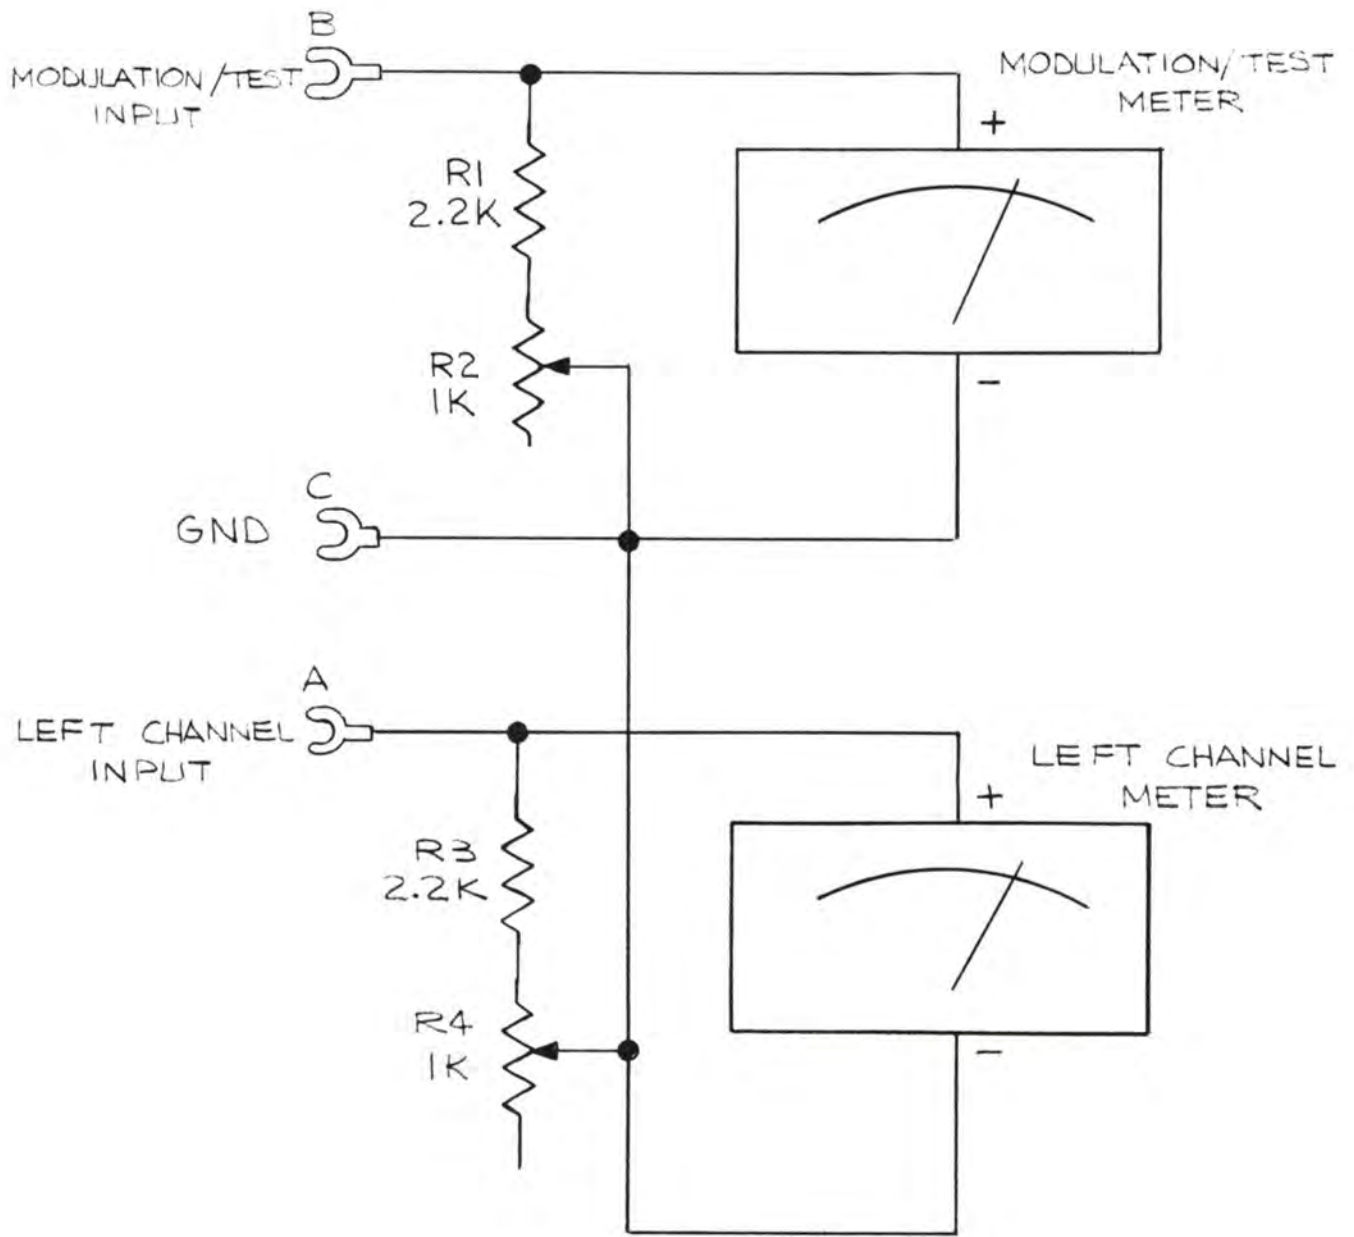 B
MODULATION/TEST
INPUT
MODULATION/TEST
METER
+
R1
2.2K
R2
1K
-
C
GND
A
LEFT CHANNEL
INPUT
LEFT CHANNEL
METER
+
R3
2.2K
R4
1K
-